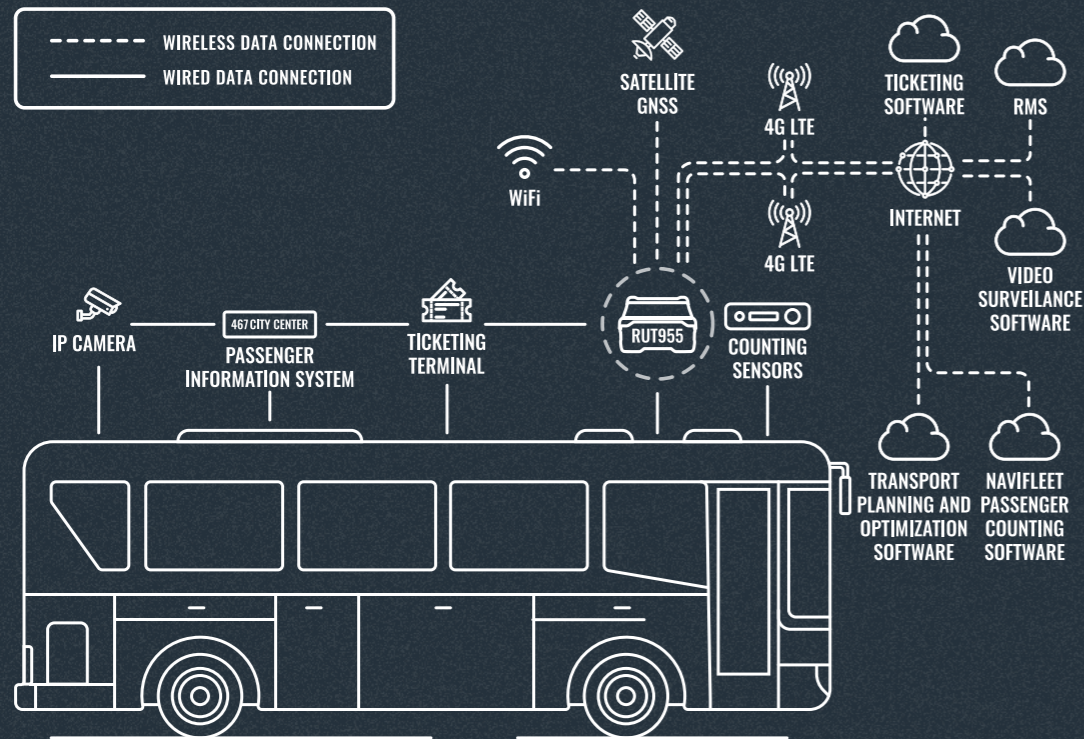 WIRELESS DATA CONNECTION
WIRED DATA CONNECTION
SATELLITE
GNSS
4G LTE
TICKETING
SOFTWARE
RMS
WiFi
INTERNET
4G LTE
VIDEO
SURVEILANCE
SOFTWARE
IP CAMERA
467 CITY CENTER
PASSENGER
INFORMATION SYSTEM
TICKETING
TERMINAL
RUT955
COUNTING
SENSORS
TRANSPORT
PLANNING AND
OPTIMIZATION
SOFTWARE
NAVIFLEET
PASSENGER
COUNTING
SOFTWARE